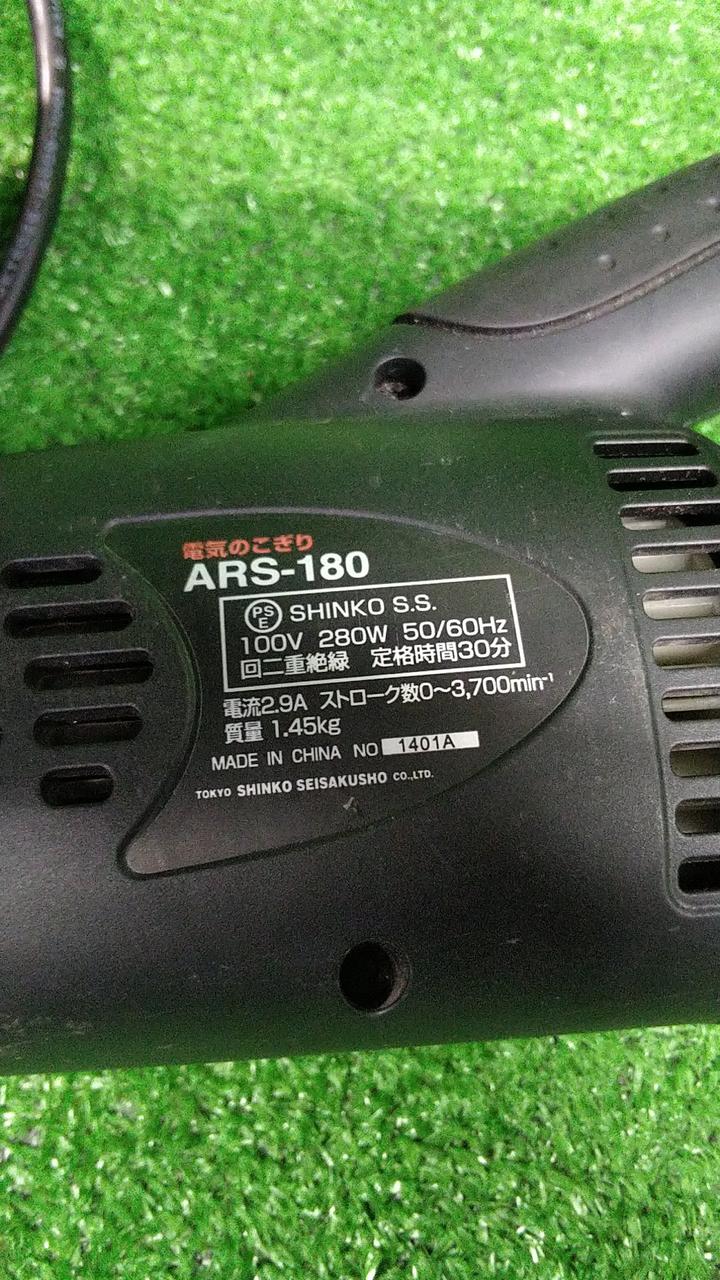 電気のこぎり
ARS-180
PS E SHINKO S.S.
100V 280W 50/60Hz
回二重絶縁 定格時間30分
電流2.9A ストローク数0～3,700min⁻¹
質量 1.45kg
MADE IN CHINA NO 1401A
TOKYO SHINKO SEISAKUSHO CO.,LTD.